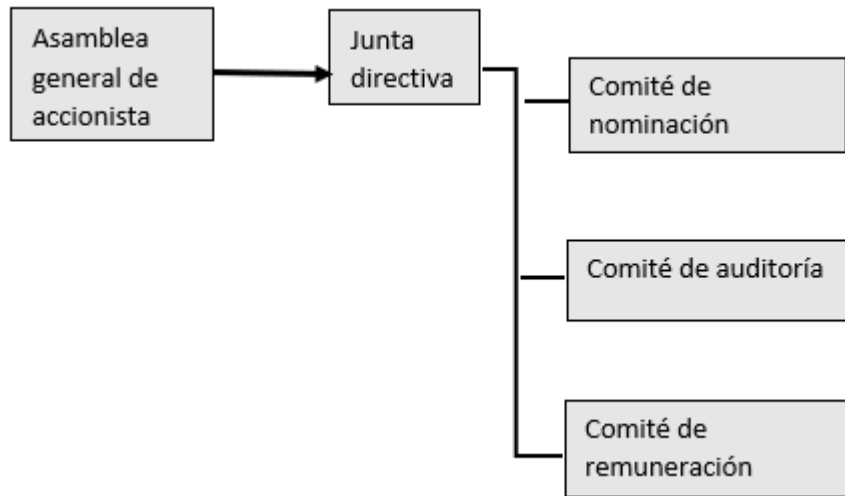 Asamblea
general de
accionista
Junta
directiva
Comité de
nominación
Comité de auditoría
Comité de
remuneración